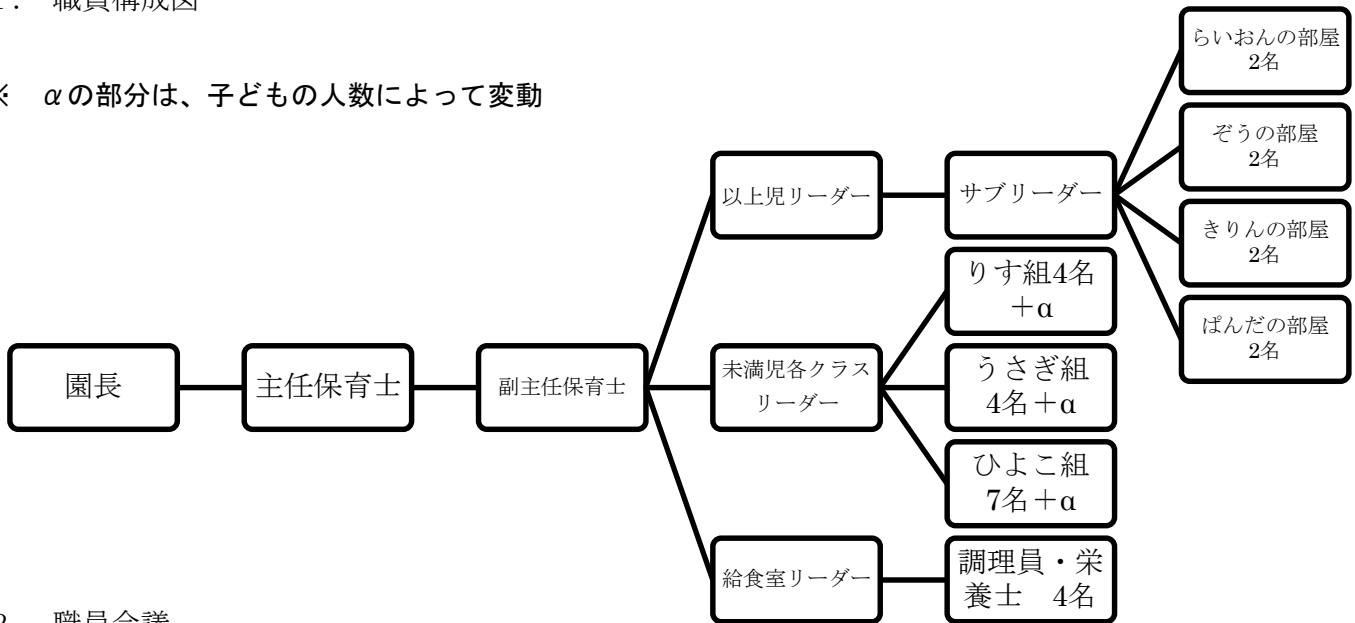 職員構成図
※　αの部分は、子どもの人数によって変動
園長
主任保育士
副主任保育士
以上児リーダー
サブリーダー
らいおんの部屋
2名
ぞうの部屋
2名
きりんの部屋
2名
ぱんだの部屋
2名
未満児各クラス
リーダー
りす組4名
＋α
うさぎ組
4名＋α
ひよこ組
7名＋α
給食室リーダー
調理員・栄
養士　4名
職員会議